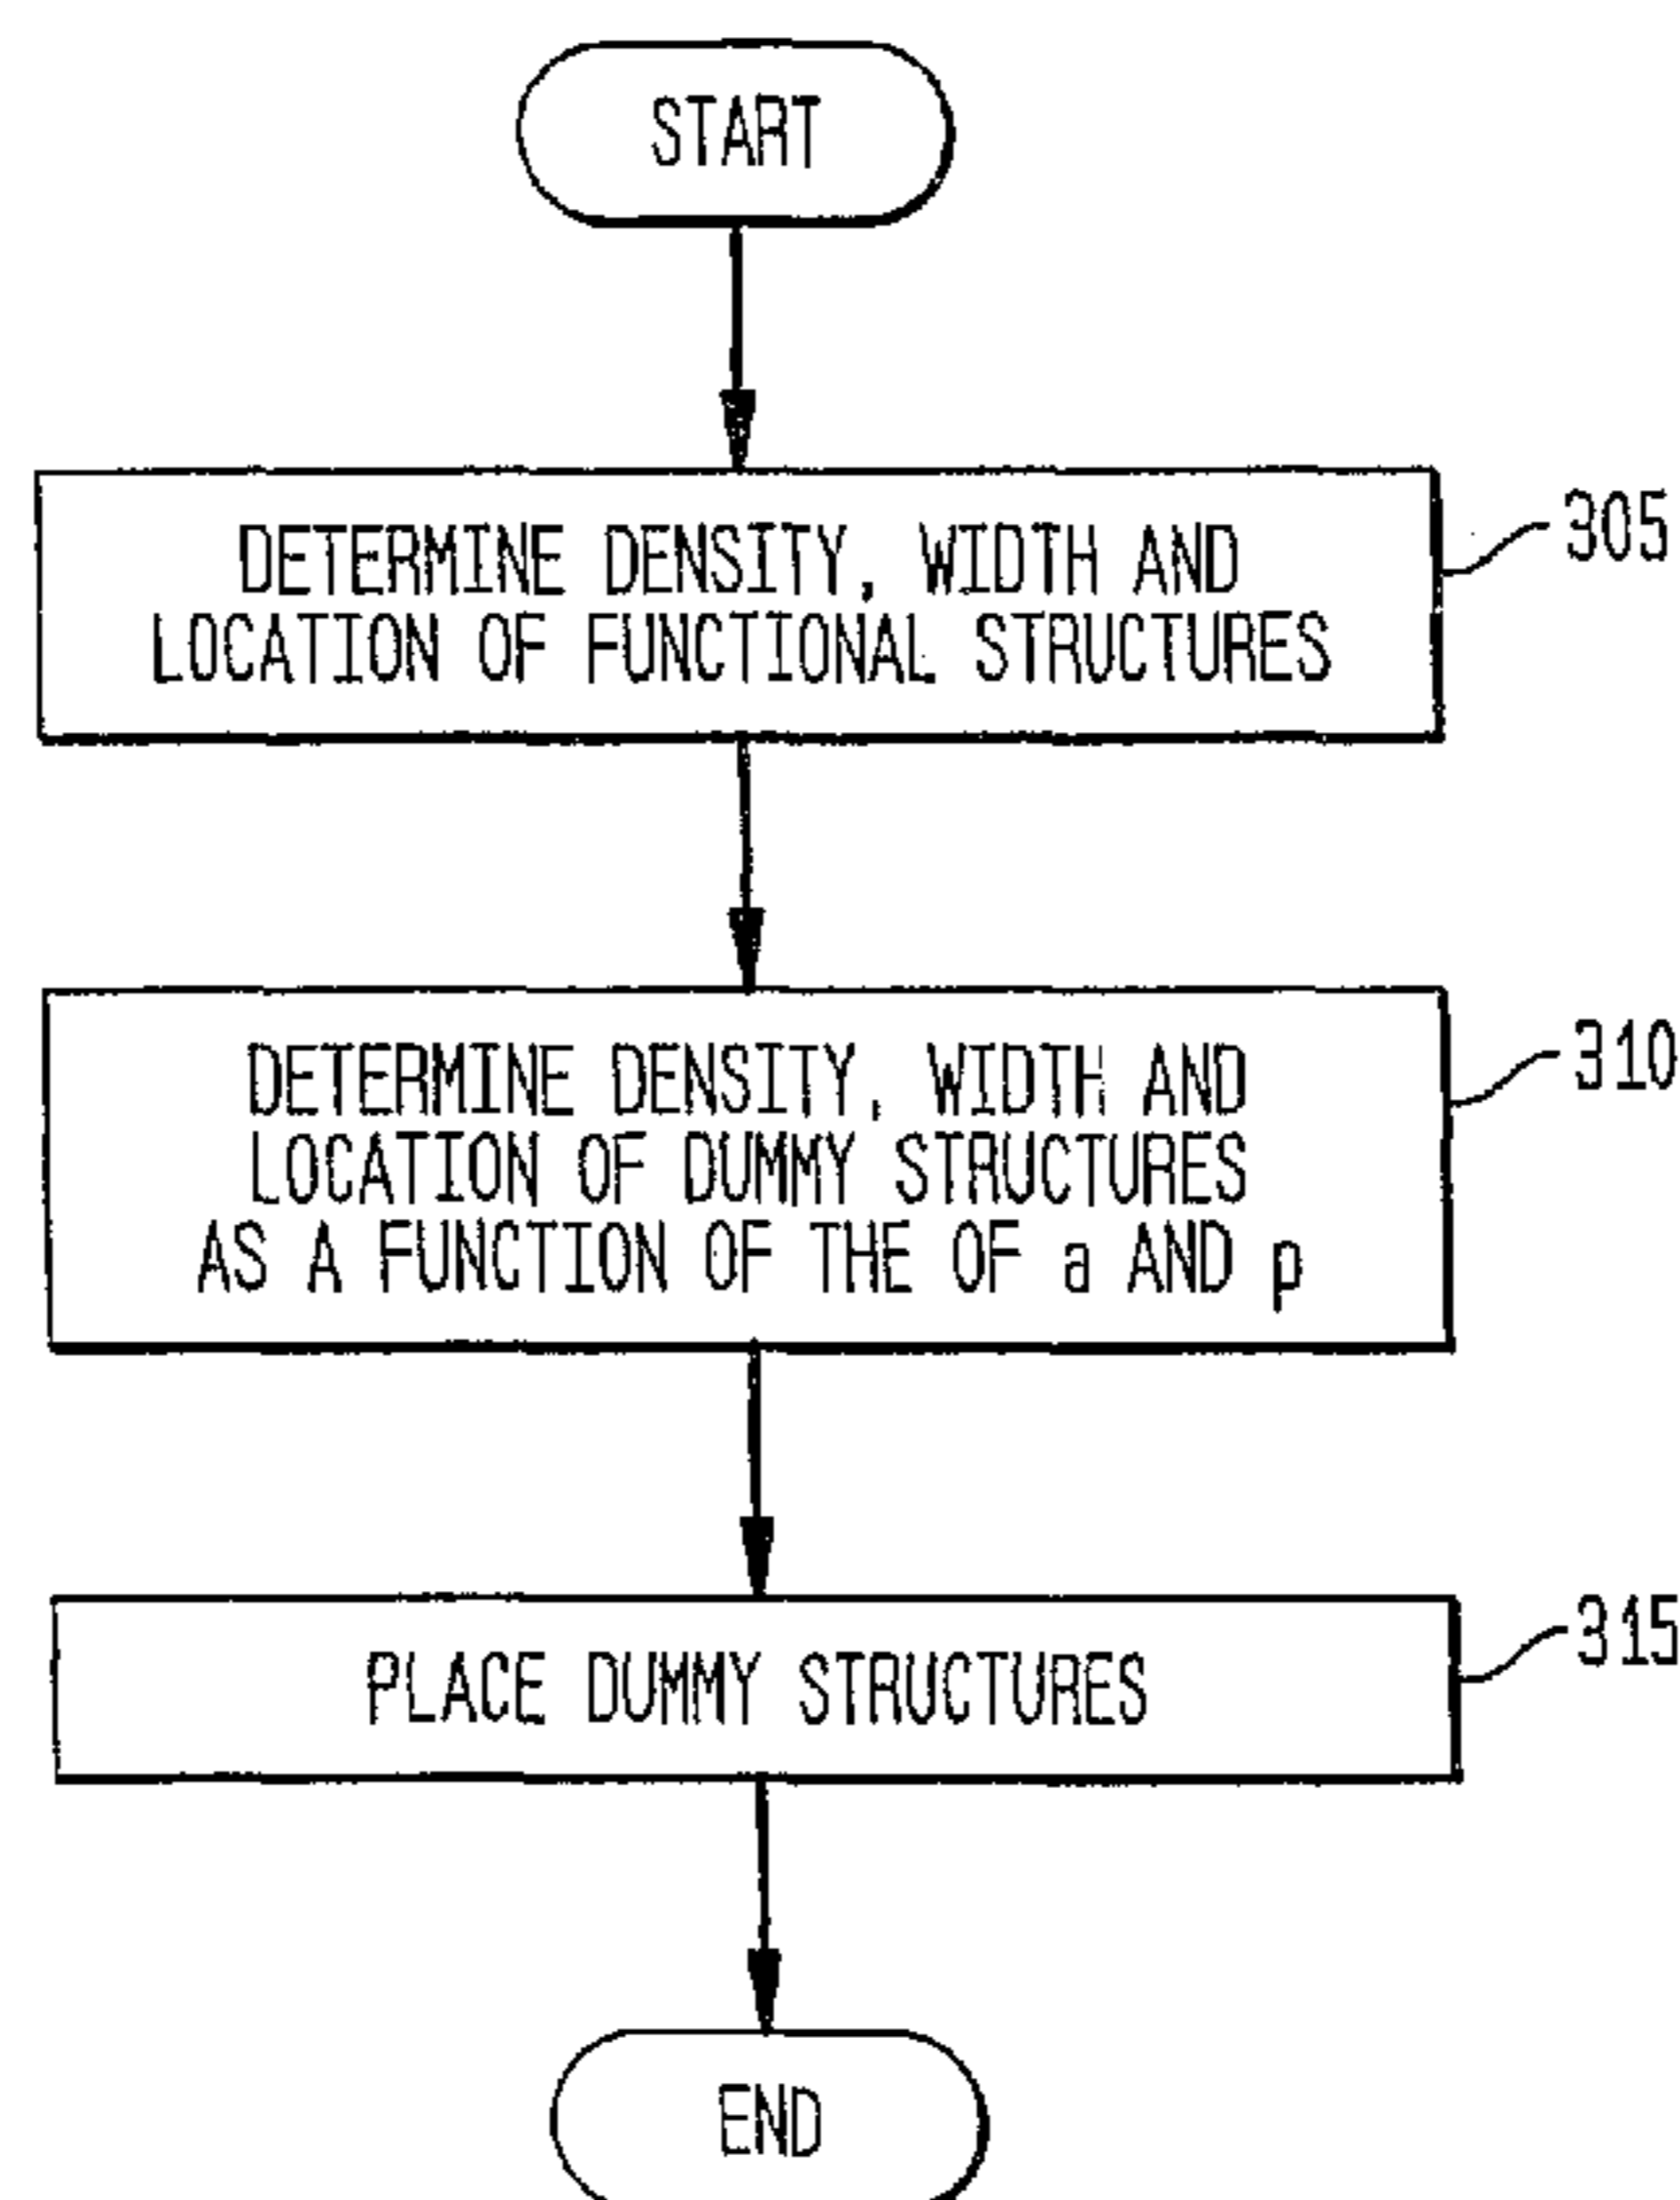 START
DETERMINE DENSITY, WIDTH AND
LOCATION OF FUNCTIONAL STRUCTURES
305
DETERMINE DENSITY, WIDTH AND
LOCATION OF DUMMY STRUCTURES
AS A FUNCTION OF THE OF a AND p
310
PLACE DUMMY STRUCTURES
315
END